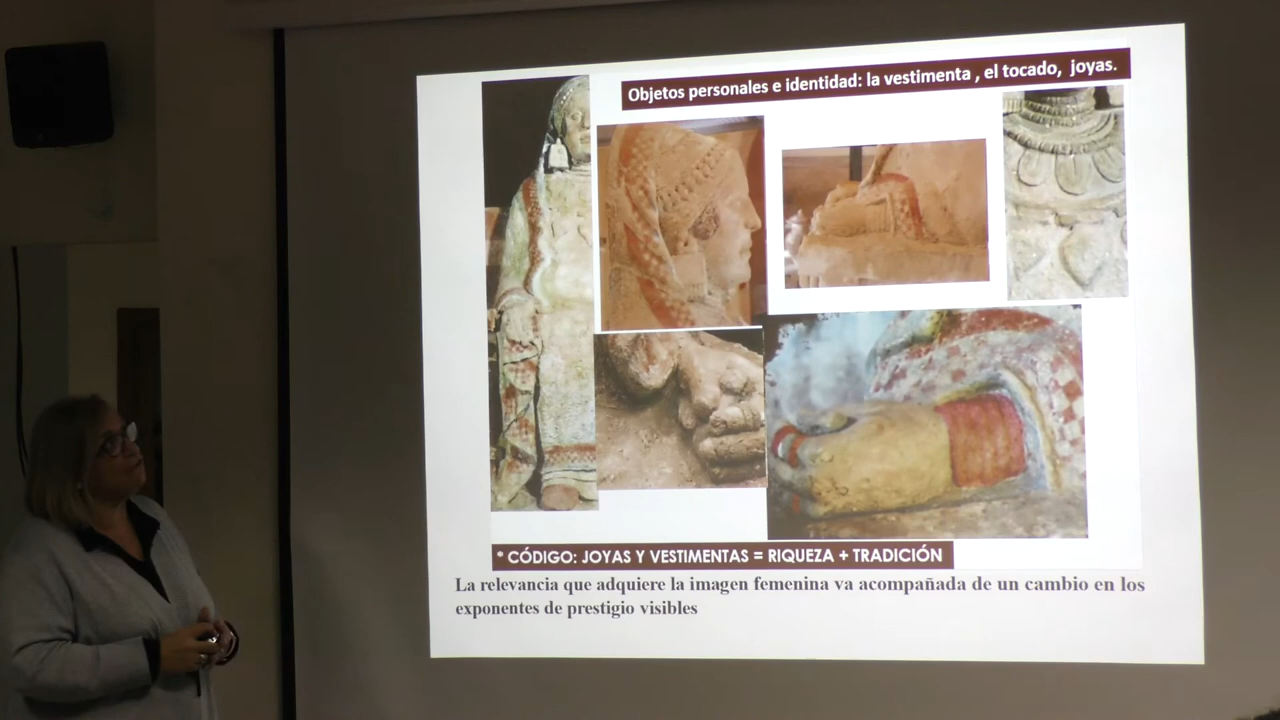 Objetos personales e identidad: la vestimenta , el tocado, joyas.
* CÓDIGO: JOYAS Y VESTIMENTAS = RIQUEZA + TRADICIÓN
La relevancia que adquiere la imagen femenina va acompañada de un cambio en los
exponentes de prestigio visibles